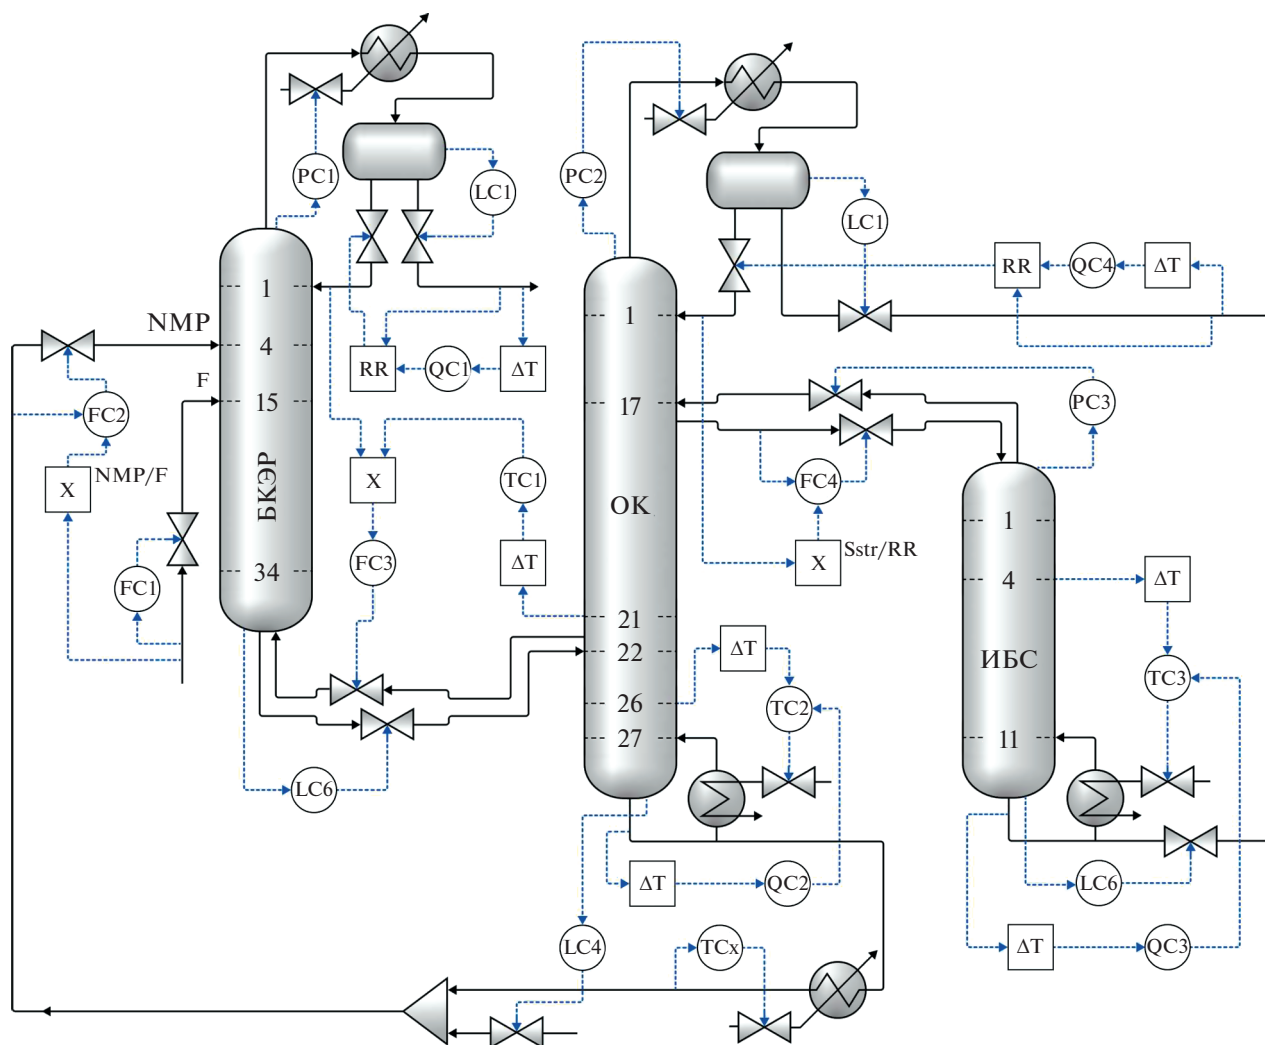 PC1
LC1
PC2
LC1
RR
QC4
ΔT
1
1
NMP
4
RR
QC1
ΔT
F
15
17
PC3
FC2
NMP/F
X
БКЭР
X
TC1
ОК
FC4
1
X
Sstr/RR
FC1
34
FC3
ΔT
4
ΔT
21
22
ΔT
ИБС
26
TC2
TC3
27
11
LC6
ΔT
QC2
LC6
LC4
TCx
ΔT
QC3